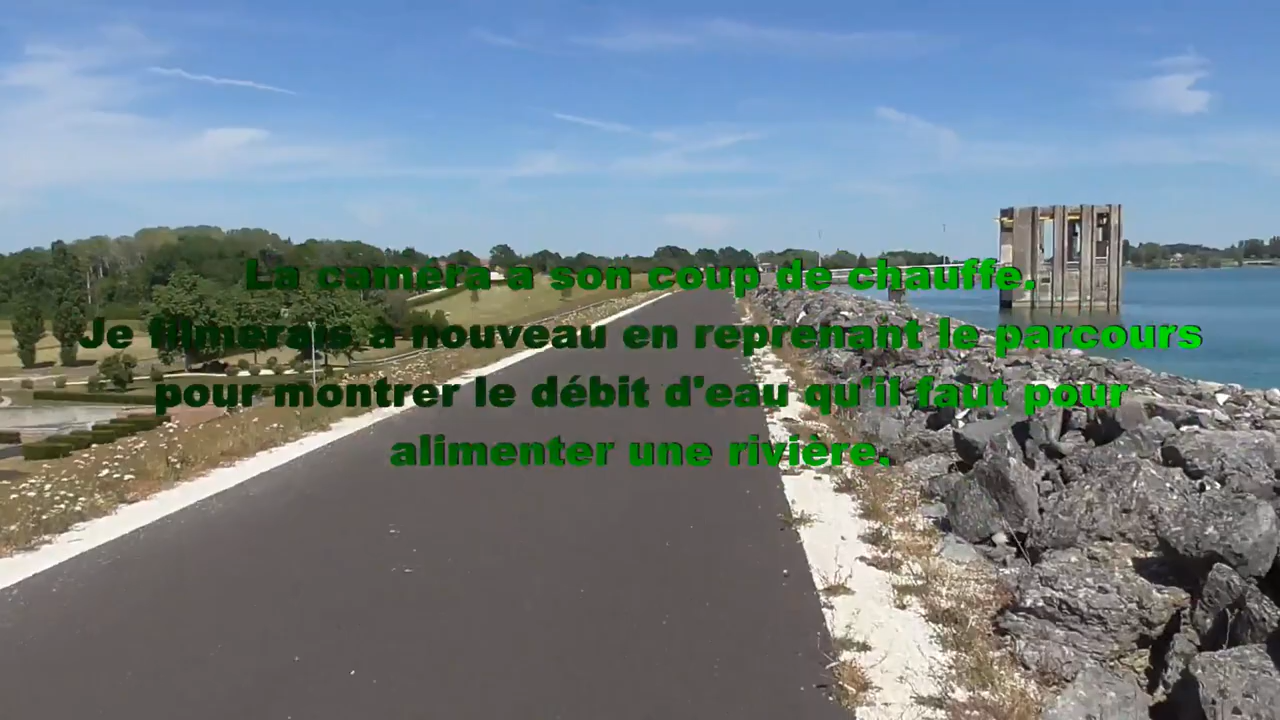 La caméra a son coup de chauffe.
Je filmerais à nouveau en reprenant le parcours
pour montrer le débit d'eau qu'il faut pour
alimenter une rivière.